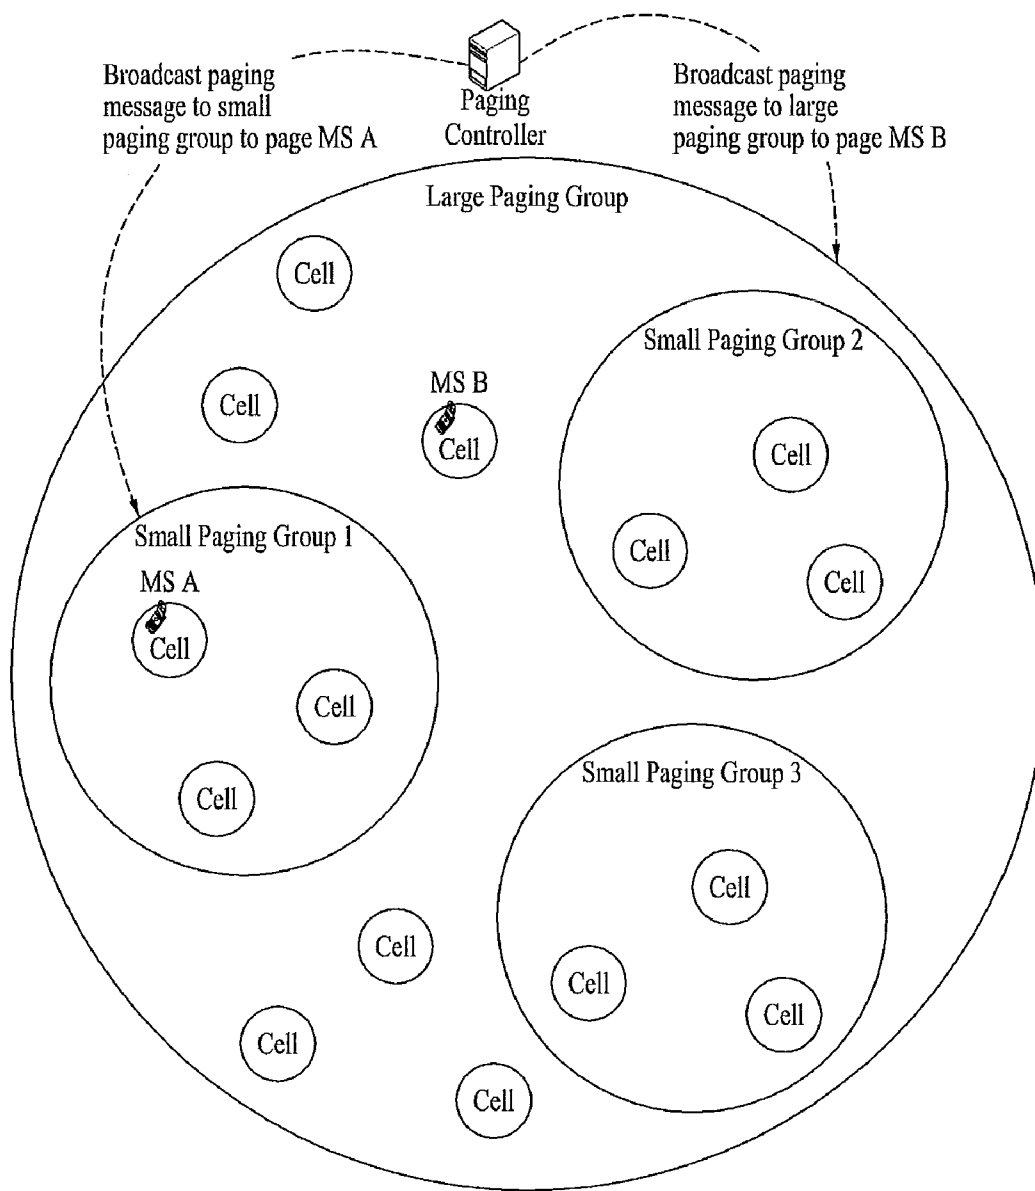 Broadcast paging
message to small
paging group to page MS A
Paging
Controller
Broadcast paging
message to large
paging group to page MS B
Large Paging Group
Cell
Cell
MS B
Cell
Small Paging Group 2
Cell
Cell
Cell
Small Paging Group 1
MS A
Cell
Cell
Cell
Small Paging Group 3
Cell
Cell
Cell
Cell
Cell
Cell